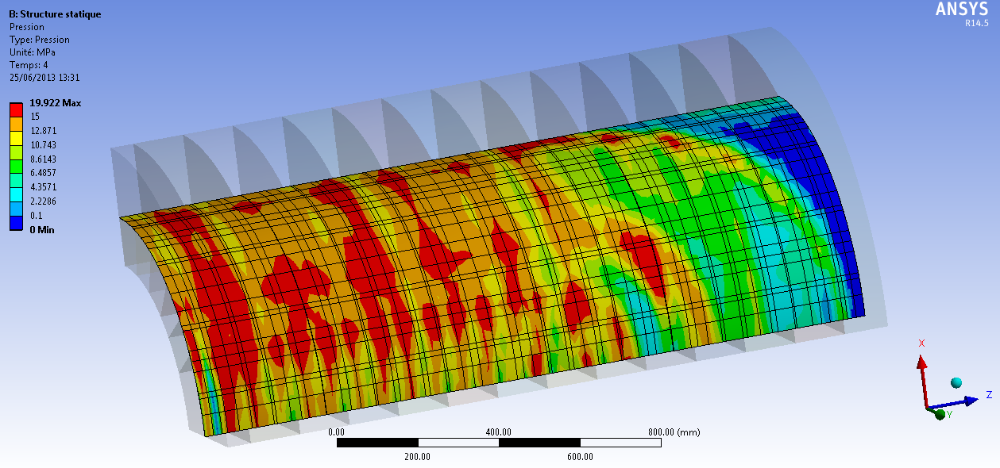 B: Structure statique
Pression
Type: Pression
Unité: MPa
Temps: 4
25/06/2013 13:31
ANSYS
R14.5
19.922 Max
15
12.871
10.743
8.6143
6.4857
4.3571
2.2286
0.1
0 Min
X
Z
Y
0.00 400.00 800.00 (mm)
200.00 600.00